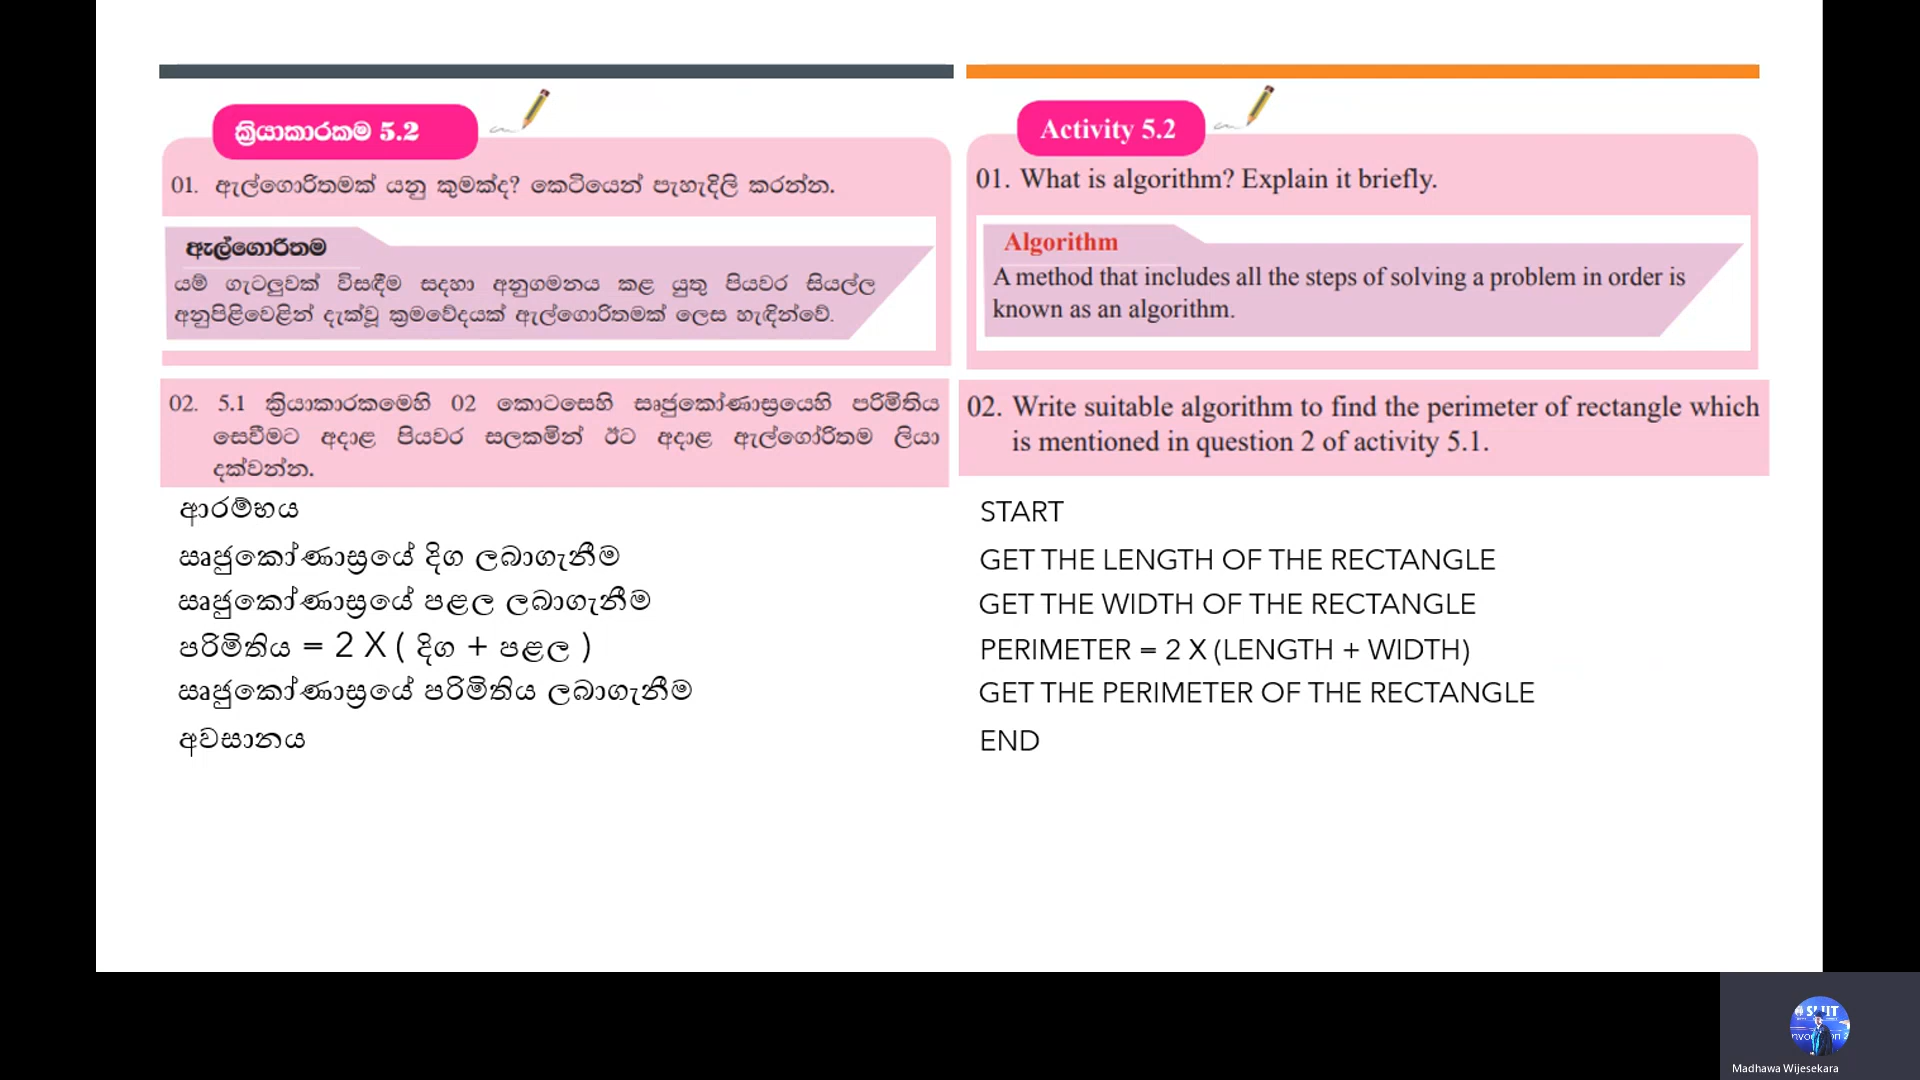 ක්‍රියාකාරකම 5.2
01. ඇල්ගොරිතමක් යනු කුමක්ද? කෙටියෙන් පැහැදිලි කරන්න.
ඇල්ගොරිතම
යම් ගැටලුවක් විසඳීම සදහා අනුගමනය කළ යුතු පියවර සියල්ල
අනුපිළිවෙළින් දැක්වූ ක්‍රමවේදයක් ඇල්ගොරිතමක් ලෙස හැඳින්වේ.
02. 5.1 ක්‍රියාකාරකමෙහි 02 කොටසෙහි සෘජුකෝණාස්‍රයෙහි පරිමිතිය
සෙවීමට අදාළ පියවර සලකමින් ඊට අදාළ ඇල්ගෝරිතම ලියා
දක්වන්න.
ආරම්භය
සෘජුකෝණාස්‍රයේ දිග ලබාගැනීම
සෘජුකෝණාස්‍රයේ පළල ලබාගැනීම
පරිමිතිය = 2 X ( දිග + පළල )
සෘජුකෝණාස්‍රයේ පරිමිතිය ලබාගැනීම
අවසානය
Activity 5.2
01. What is algorithm? Explain it briefly.
Algorithm
A method that includes all the steps of solving a problem in order is
known as an algorithm.
02. Write suitable algorithm to find the perimeter of rectangle which
is mentioned in question 2 of activity 5.1.
START
GET THE LENGTH OF THE RECTANGLE
GET THE WIDTH OF THE RECTANGLE
PERIMETER = 2 X (LENGTH + WIDTH)
GET THE PERIMETER OF THE RECTANGLE
END
Madhawa Wijesekara